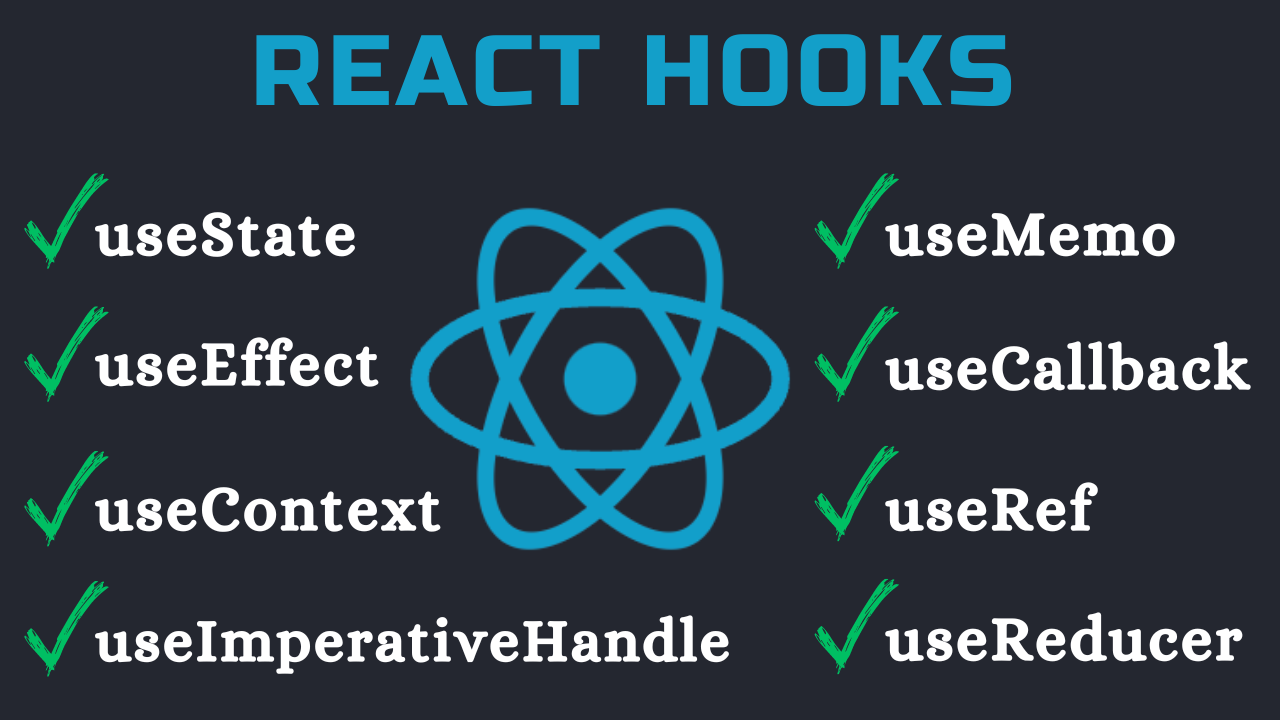 REACT HOOKS
useState
useEffect
useContext
useImperativeHandle
useMemo
useCallback
useRef
useReducer